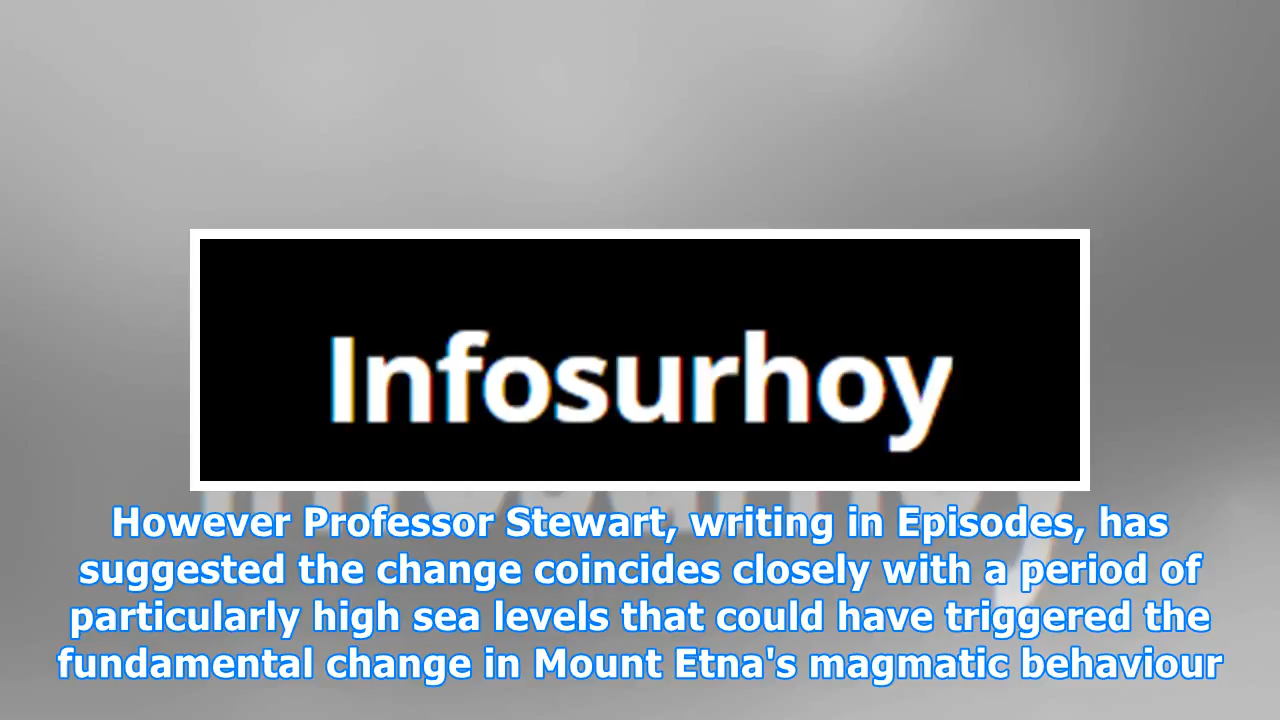 Infosurhoy
However Professor Stewart, writing in Episodes, has
suggested the change coincides closely with a period of
particularly high sea levels that could have triggered the
fundamental change in Mount Etna's magmatic behaviour